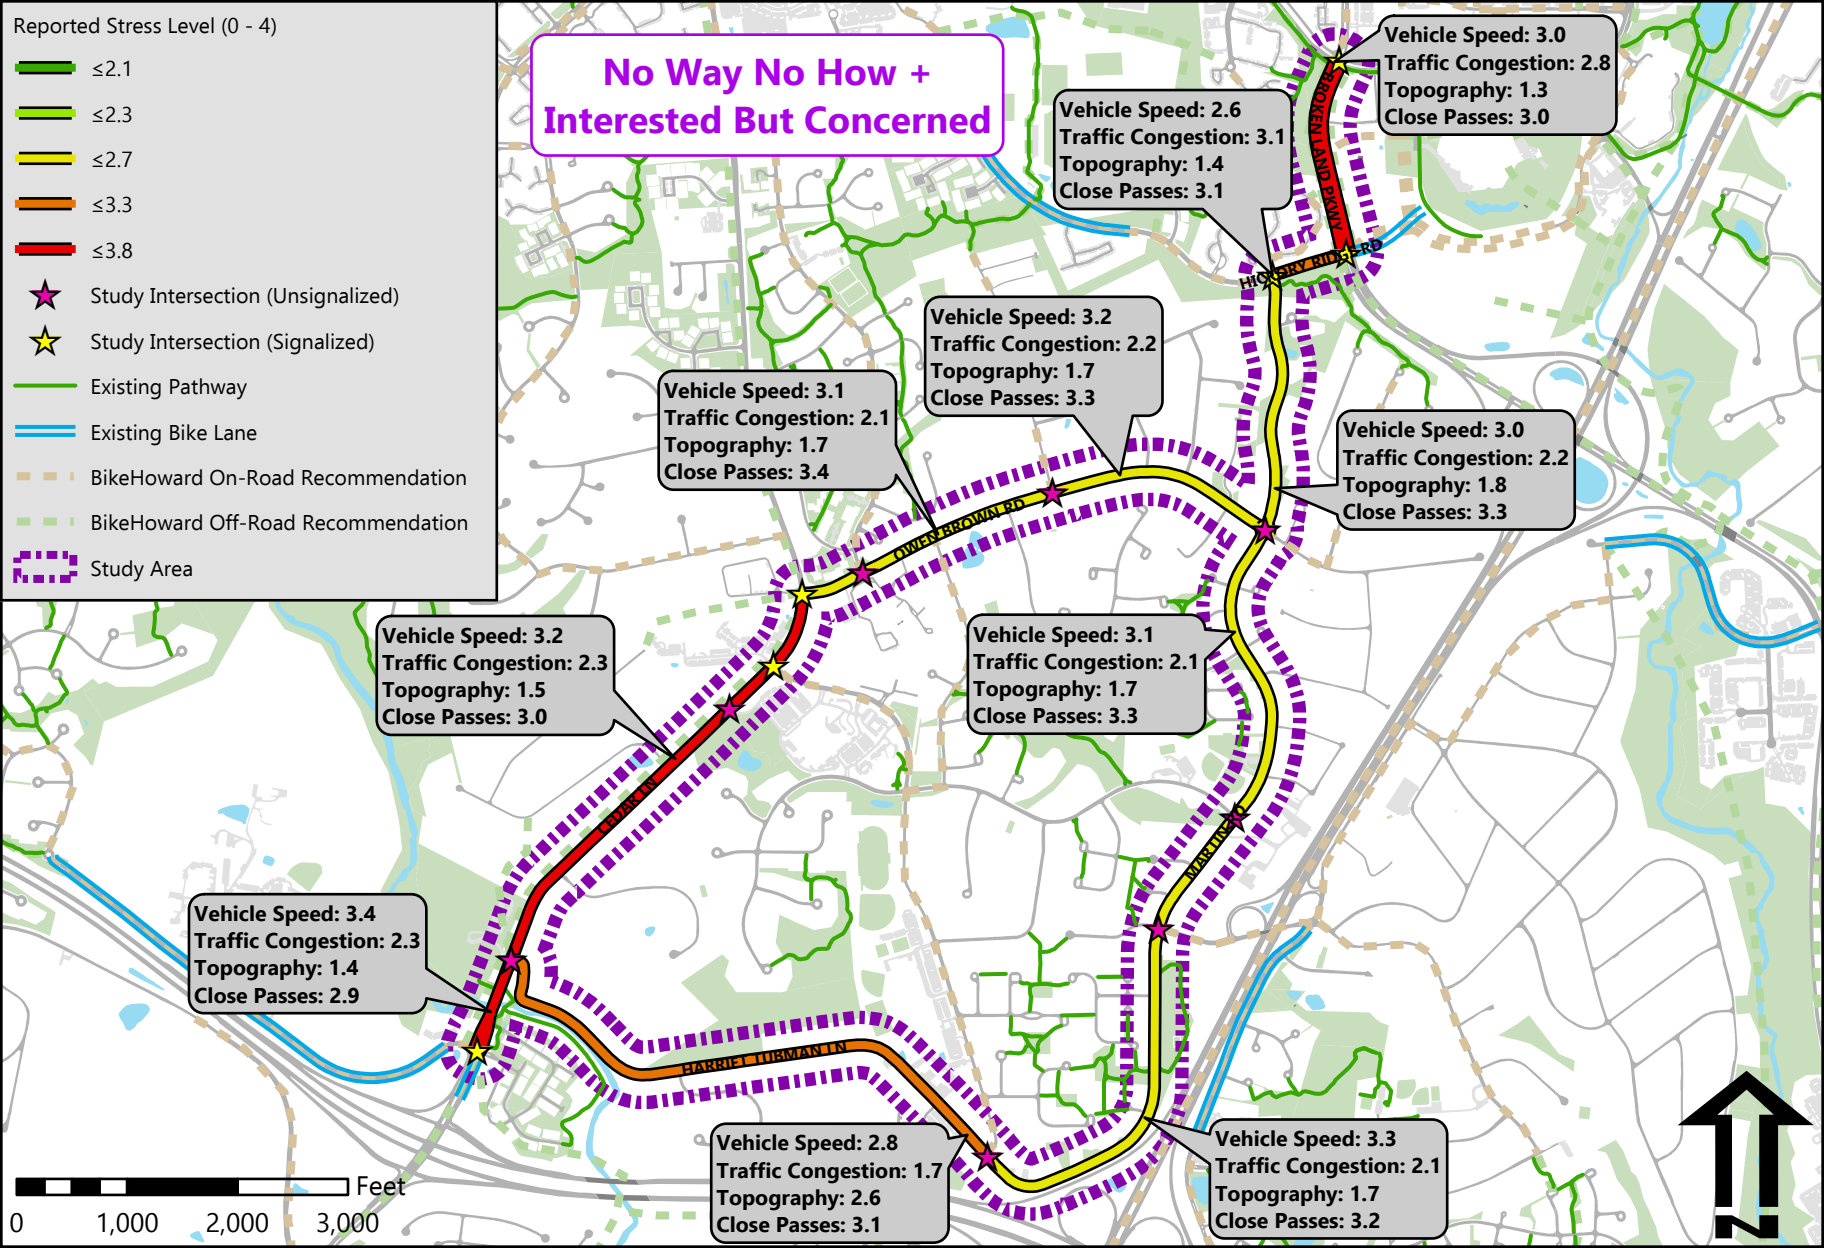 Reported Stress Level (0 - 4)
≤2.1
≤2.3
≤2.7
≤3.3
≤3.8
Study Intersection (Unsignalized)
Study Intersection (Signalized)
Existing Pathway
Existing Bike Lane
BikeHoward On-Road Recommendation
BikeHoward Off-Road Recommendation
Study Area
No Way No How +
Interested But Concerned
Vehicle Speed: 3.0
Traffic Congestion: 2.8
Topography: 1.3
Close Passes: 3.0
Vehicle Speed: 2.6
Traffic Congestion: 3.1
Topography: 1.4
Close Passes: 3.1
BROKEN LAND PKWY
HICKORY RIDGE RD
Vehicle Speed: 3.2
Traffic Congestion: 2.2
Topography: 1.7
Close Passes: 3.3
Vehicle Speed: 3.1
Traffic Congestion: 2.1
Topography: 1.7
Close Passes: 3.4
Vehicle Speed: 3.0
Traffic Congestion: 2.2
Topography: 1.8
Close Passes: 3.3
OWEN BROWN RD
Vehicle Speed: 3.2
Traffic Congestion: 2.3
Topography: 1.5
Close Passes: 3.0
Vehicle Speed: 3.1
Traffic Congestion: 2.1
Topography: 1.7
Close Passes: 3.3
CEDAR LN
MARTIN RD
Vehicle Speed: 3.4
Traffic Congestion: 2.3
Topography: 1.4
Close Passes: 2.9
HARRIET TUBMAN LN
Vehicle Speed: 2.8
Traffic Congestion: 1.7
Topography: 2.6
Close Passes: 3.1
Vehicle Speed: 3.3
Traffic Congestion: 2.1
Topography: 1.7
Close Passes: 3.2
Feet
0 1,000 2,000 3,000
N